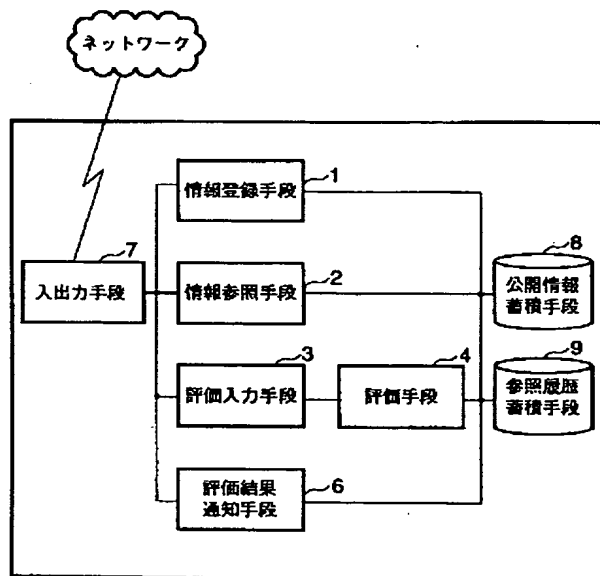 ネットワーク
情報登録手段
1
入出力手段
7
情報参照手段
2
公開情報
蓄積手段
8
評価入力手段
3
評価手段
4
参照履歴
蓄積手段
9
評価結果
通知手段
6